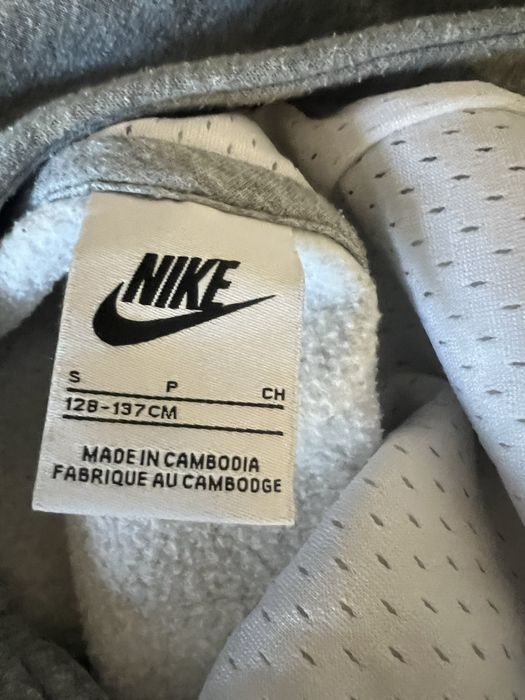 NIKE
S P CH
128-137CM
MADE IN CAMBODIA
FABRIQUE AU CAMBODGE